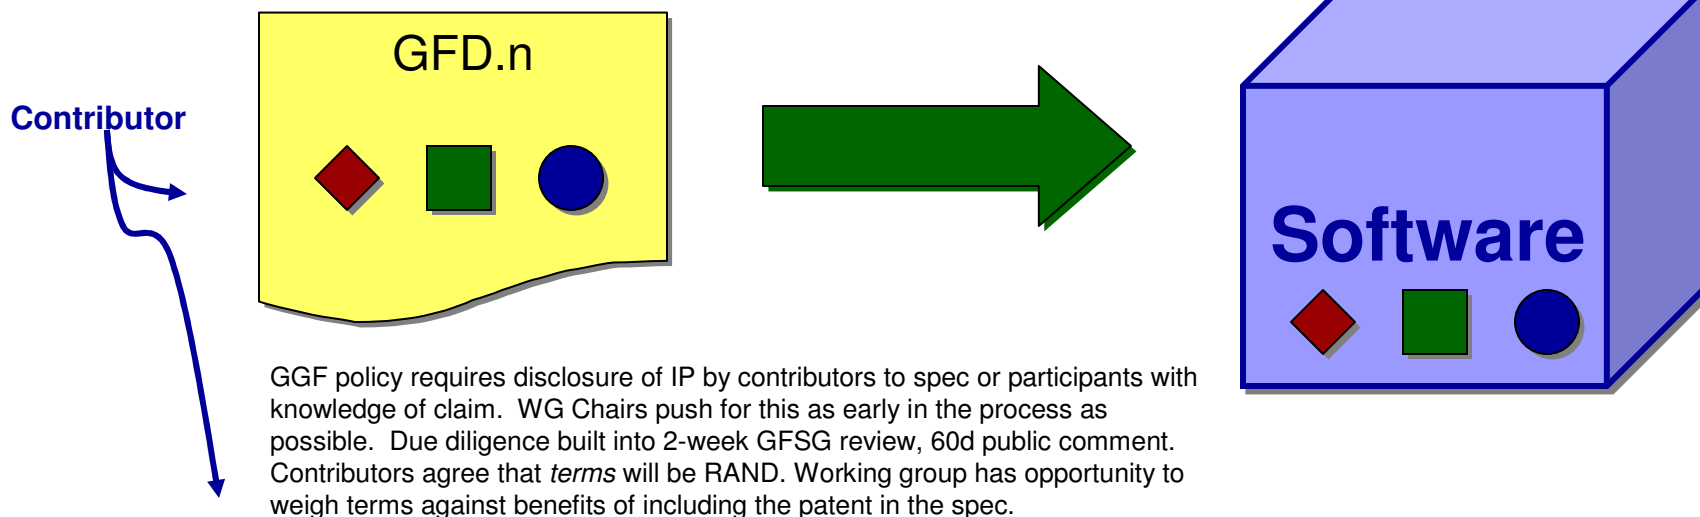 GFD.n
Contributor
Software
GGF policy requires disclosure of IP by contributors to spec or participants with
knowledge of claim.  WG Chairs push for this as early in the process as
possible.  Due diligence built into 2-week GFSG review, 60d public comment.
Contributors agree that terms will be RAND. Working group has opportunity to
weigh terms against benefits of including the patent in the spec.